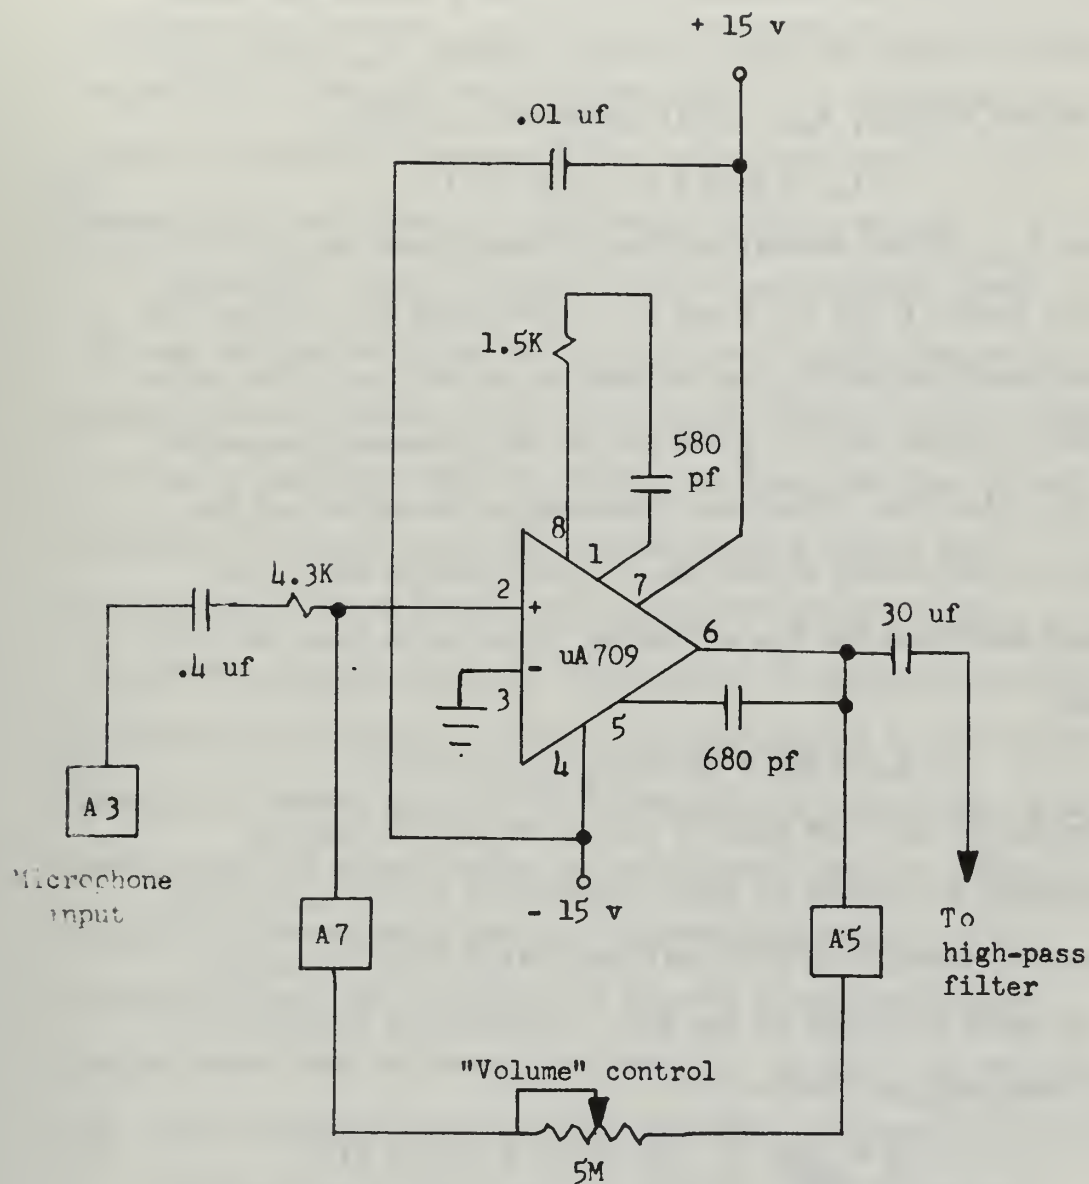 + 15 v
.01 uf
1.5K
580
pf
8
1
7
4.3K
2
+
6
30 uf
.4 uf
uA709
-
3
5
4
680 pf
A3
Microphone
input
- 15 v
A7
A5
To
high-pass
filter
"Volume" control
5M